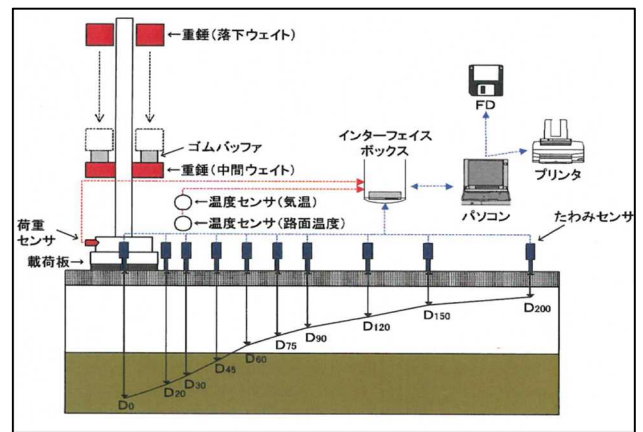 ←重錘(落下ウェイト)
FD
ゴムバッファ
←重錘(中間ウェイト)
インターフェイス
ボックス
プリンタ
パソコン
←温度センサ(気温)
←温度センサ(路面温度)
荷重
センサ
載荷板→
たわみセンサ
D0
D20
D30
D45
D60
D75
D90
D120
D150
D200